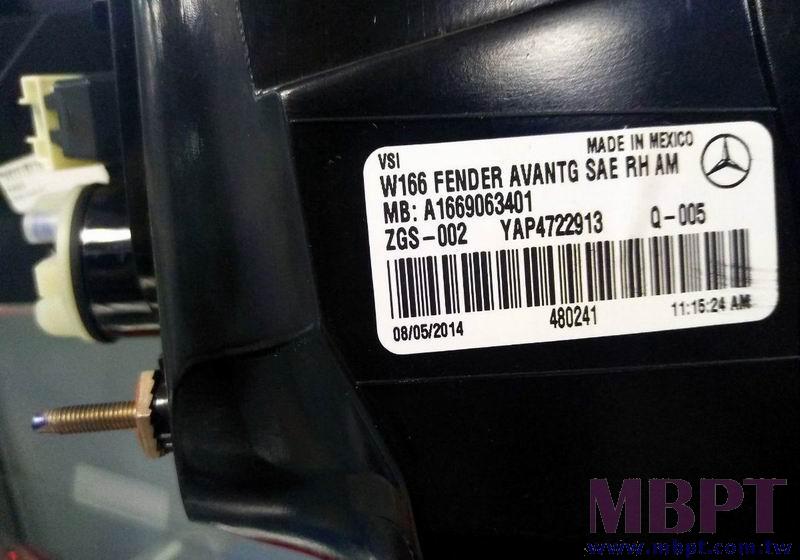 VSI MADE IN MEXICO
W166 FENDER AVANTG SAE RH AM
MB: A1669063401
ZGS-002 YAP4722913 Q-005
08/05/2014 480241 11:15:24 AM
MBPT
www.mbpt.com.tw